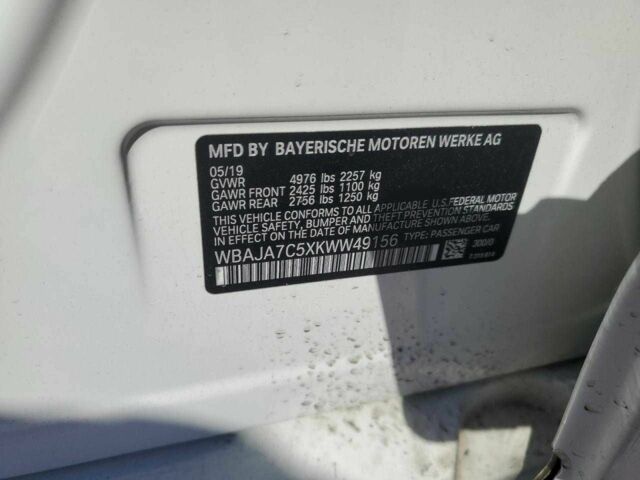 MFD BY BAYERISCHE MOTOREN WERKE AG
05/19
GVWR 4976 lbs 2257 kg
GAWR FRONT 2425 lbs 1100 kg
GAWR REAR 2756 lbs 1250 kg
THIS VEHICLE CONFORMS TO ALL APPLICABLE U.S. FEDERAL MOTOR
VEHICLE SAFETY, BUMPER AND THEFT PREVENTION STANDARDS
IN EFFECT ON THE DATE OF MANUFACTURE SHOWN ABOVE.
WBAJA7C5XKWW49156 TYPE: PASSENGER CAR
300/0